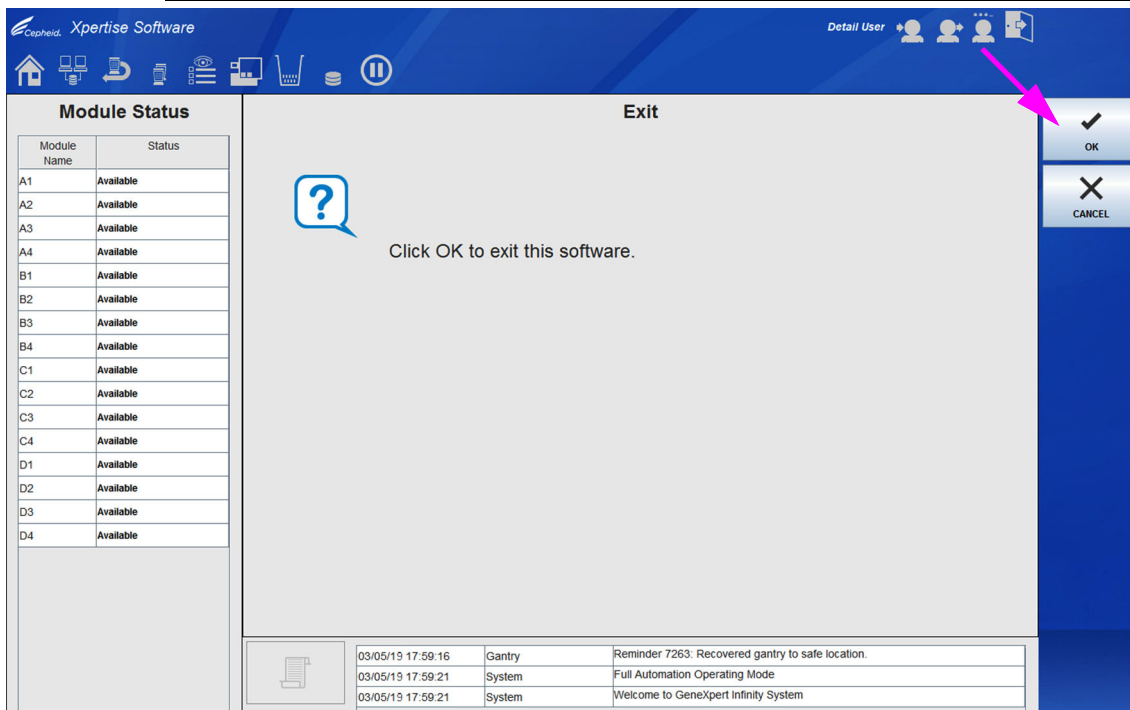 Cepheid. Xpertise Software
Detail User
Module Status
Exit
Module Name Status
A1 Available
A2 Available
A3 Available
A4 Available
B1 Available
B2 Available
B3 Available
B4 Available
C1 Available
C2 Available
C3 Available
C4 Available
D1 Available
D2 Available
D3 Available
D4 Available
?
Click OK to exit this software.
OK
CANCEL
03/05/19 17:59:16 Gantry Reminder 7263: Recovered gantry to safe location.
03/05/19 17:59:21 System Full Automation Operating Mode
03/05/19 17:59:21 System Welcome to GeneXpert Infinity System